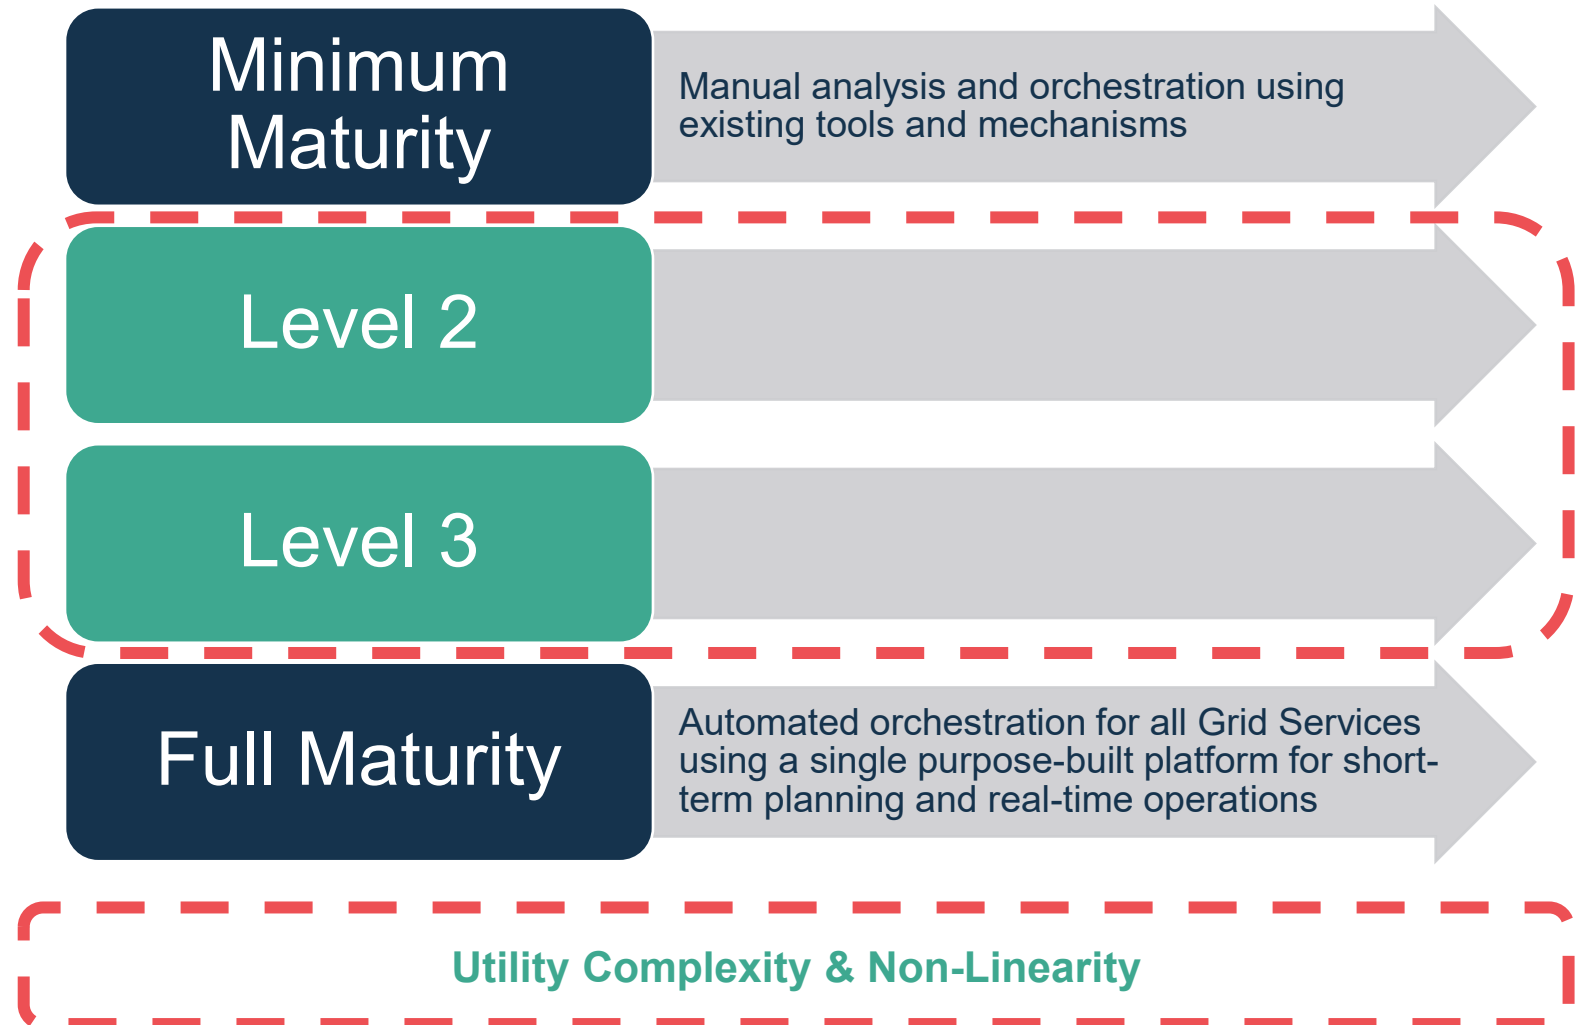 Minimum
Maturity
Manual analysis and orchestration using
existing tools and mechanisms
Level 2
Level 3
Full Maturity
Automated orchestration for all Grid Services
using a single purpose-built platform for short-
term planning and real-time operations
Utility Complexity & Non-Linearity